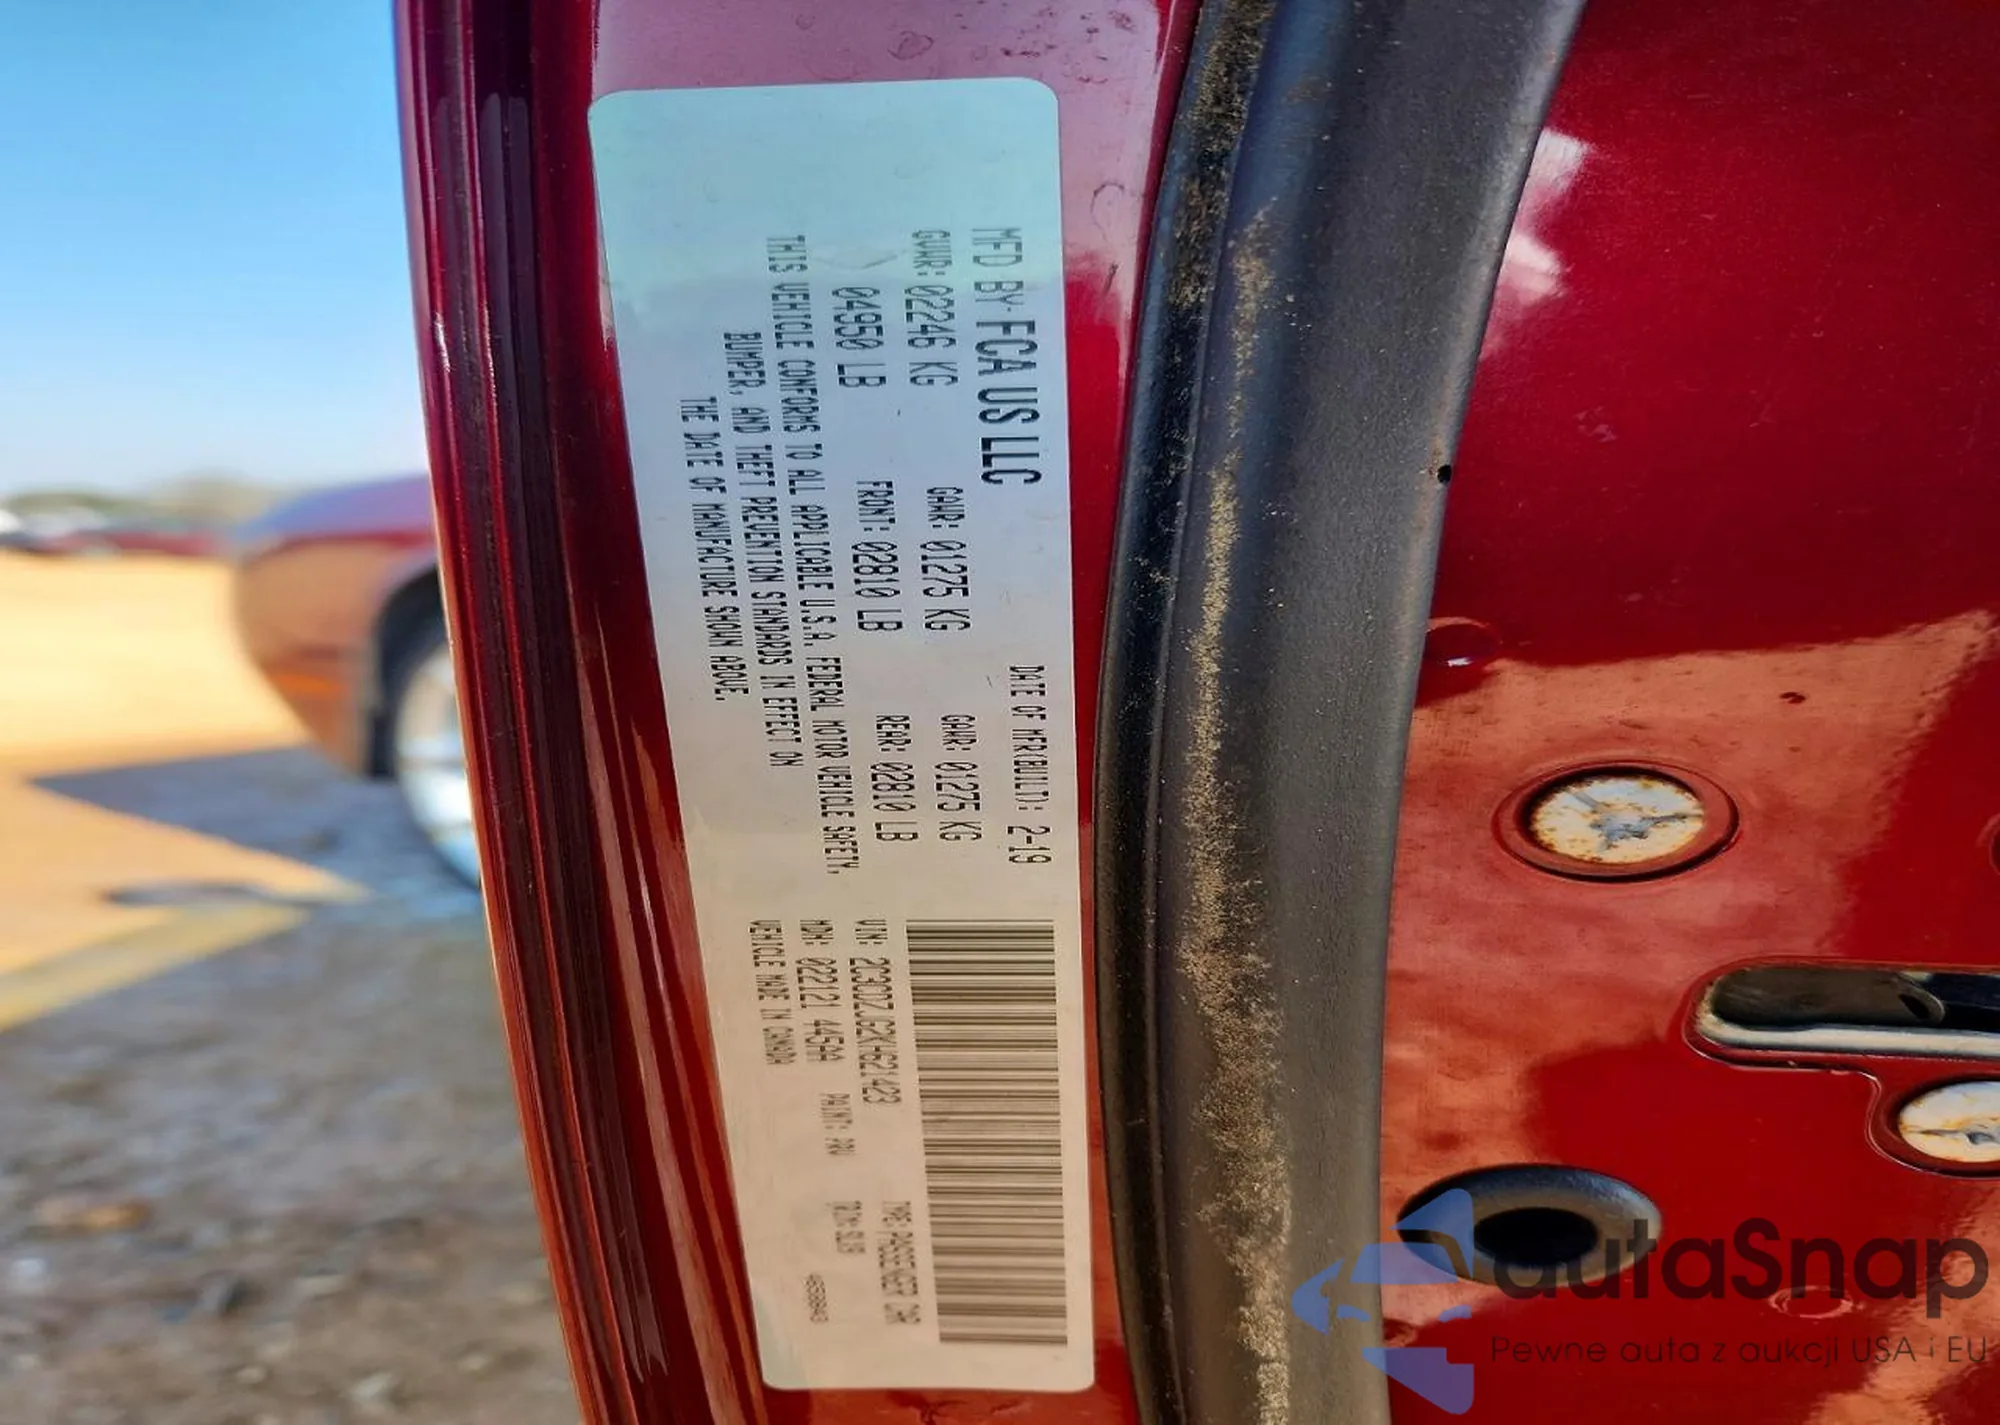 MFD BY FCA US LLC
DATE OF MFR(BUILT): 2-19
GVWR: 02246 KG
GAWR: 01275 KG
GAWR: 01275 KG
04950 LB
FRONT: 02810 LB
REAR: 02810 LB
THIS VEHICLE CONFORMS TO ALL APPLICABLE U.S.A. FEDERAL MOTOR VEHICLE SAFETY,
BUMPER, AND THEFT PREVENTION STANDARDS IN EFFECT ON
THE DATE OF MANUFACTURE SHOWN ABOVE.
VIN: 2C3CDZJG2KH621423
TYPE: PASSENGER CAR
MDH: 022121 445AA
PAINT: PRV
TRIM:
VEHICLE MADE IN CANADA
autaSnap
Pewne auta z aukcji USA i EU